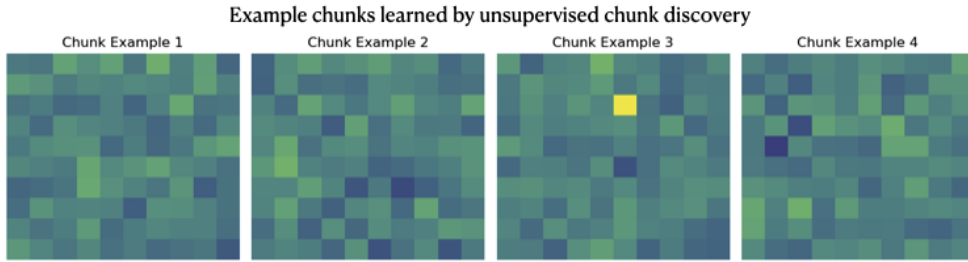 Example chunks learned by unsupervised chunk discovery
Chunk Example 1
Chunk Example 2
Chunk Example 3
Chunk Example 4